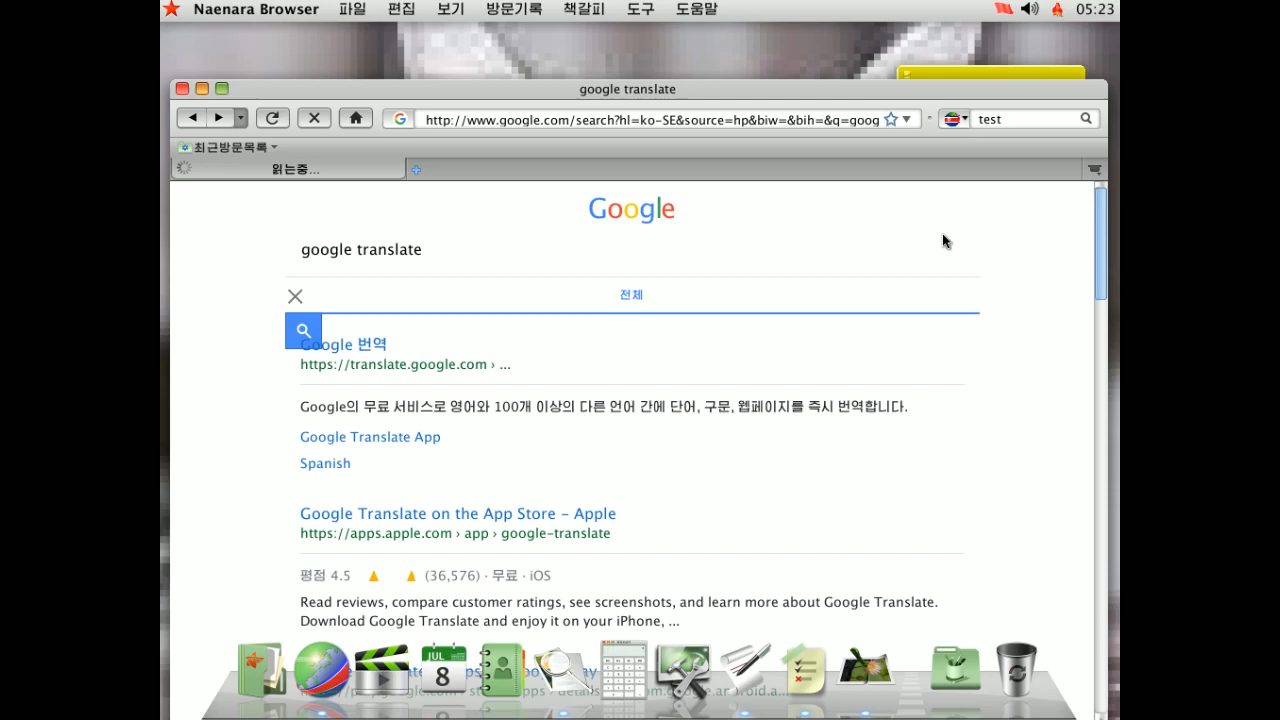 Naenara Browser 파일 편집 보기 방문기록 책갈피 도구 도움말 05:23
google translate
http://www.google.com/search?hl=ko-SE&source=hp&biw=&bih=&q=goog test
최근방문목록
읽는중...
Google
google translate
전체
Google 번역
https://translate.google.com › ...
Google의 무료 서비스로 영어와 100개 이상의 다른 언어 간에 단어, 구문, 웹페이지를 즉시 번역합니다.
Google Translate App
Spanish
Google Translate on the App Store – Apple
https://apps.apple.com › app › google-translate
평점 4.5 (36,576) · 무료 · iOS
Read reviews, compare customer ratings, see screenshots, and learn more about Google Translate.
Download Google Translate and enjoy it on your iPhone, ...
JUL
8